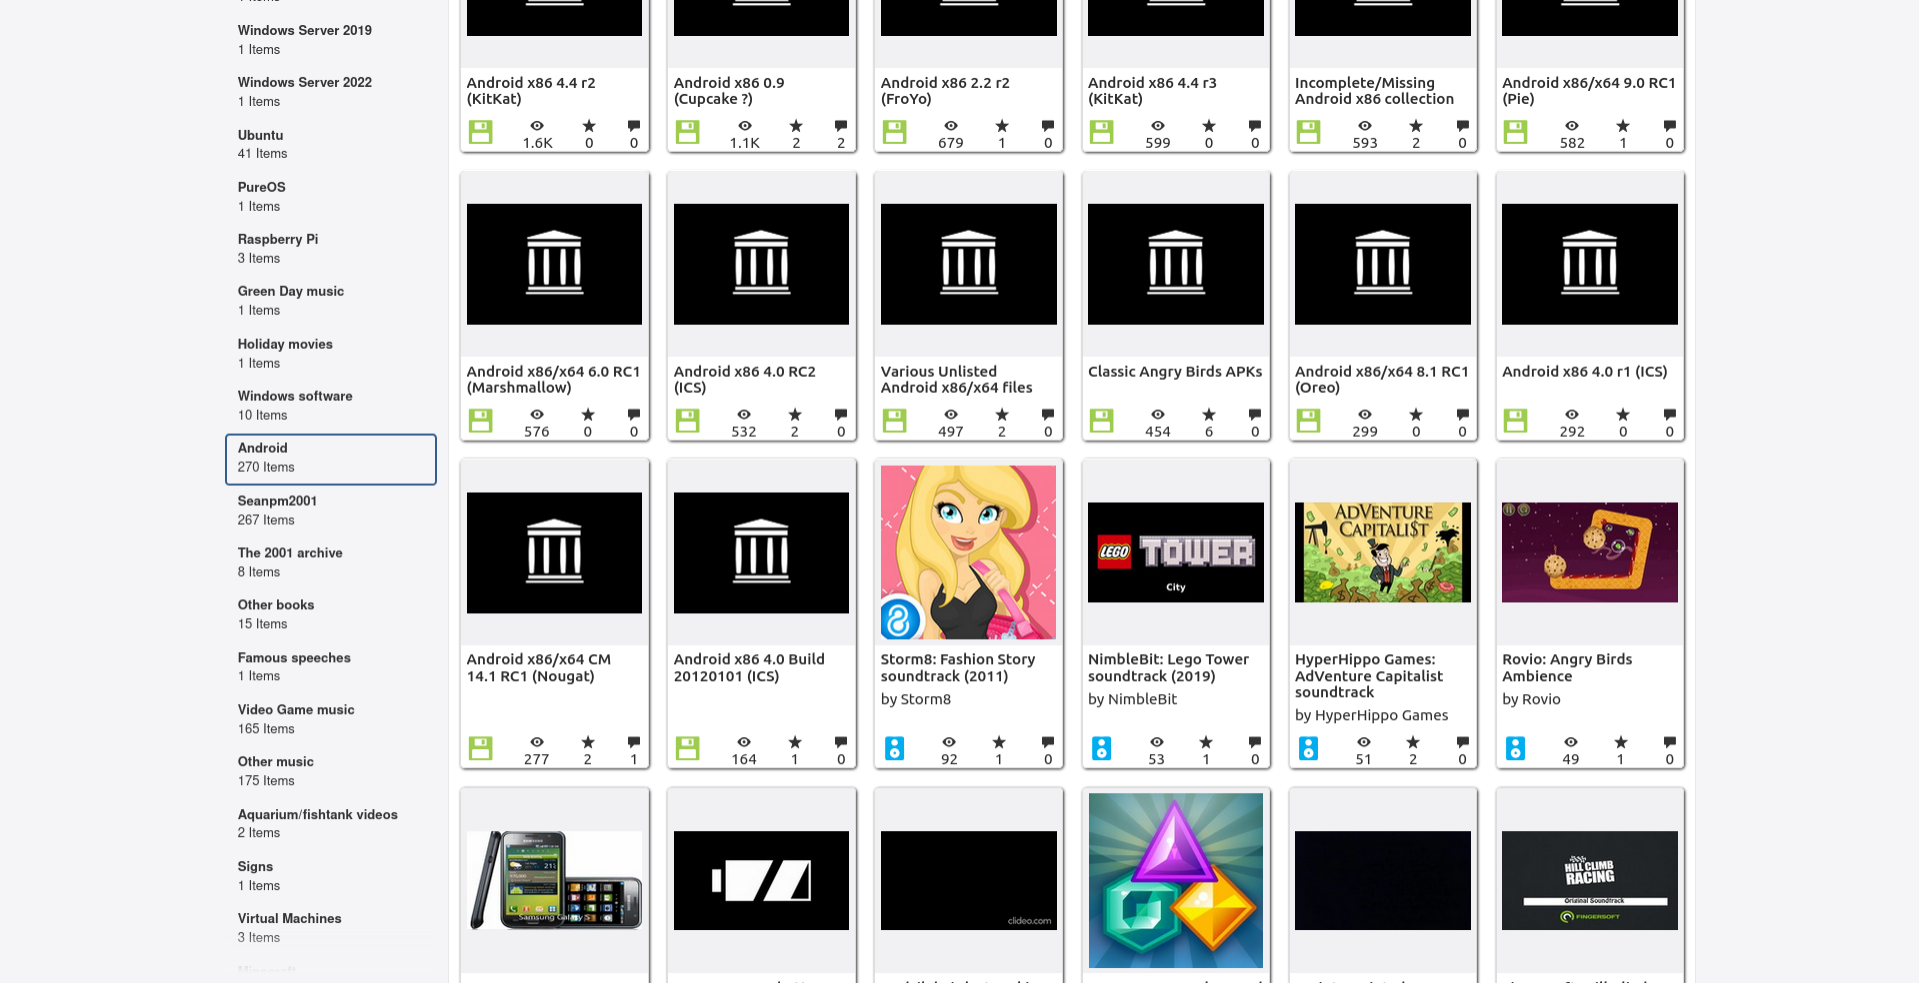 Windows Server 2019
1 Items
Windows Server 2022
1 Items
Ubuntu
41 Items
PureOS
1 Items
Raspberry Pi
3 Items
Green Day music
1 Items
Holiday movies
1 Items
Windows software
10 Items
Android
270 Items
Seanpm2001
267 Items
The 2001 archive
8 Items
Other books
15 Items
Famous speeches
1 Items
Video Game music
165 Items
Other music
175 Items
Aquarium/fishtank videos
2 Items
Signs
1 Items
Virtual Machines
3 Items
Android x86 4.4 r2
(KitKat)
1.6K 0 0
Android x86 0.9
(Cupcake ?)
1.1K 2 2
Android x86 2.2 r2
(FroYo)
679 1 0
Android x86 4.4 r3
(KitKat)
599 0 0
Incomplete/Missing
Android x86 collection
593 2 0
Android x86/x64 9.0 RC1
(Pie)
582 1 0
Android x86/x64 6.0 RC1
(Marshmallow)
576 0 0
Android x86 4.0 RC2
(ICS)
532 2 0
Various Unlisted
Android x86/x64 files
497 2 0
Classic Angry Birds APKs
454 6 0
Android x86/x64 8.1 RC1
(Oreo)
299 0 0
Android x86 4.0 r1 (ICS)
292 0 0
Android x86/x64 CM
14.1 RC1 (Nougat)
277 2 1
Android x86 4.0 Build
20120101 (ICS)
164 1 0
Storm8: Fashion Story
soundtrack (2011)
by Storm8
92 1 0
LEGO TOWER
City
NimbleBit: Lego Tower
soundtrack (2019)
by NimbleBit
53 1 0
ADVENTURE
CAPITALI$T
HyperHippo Games:
AdVenture Capitalist
soundtrack
by HyperHippo Games
51 2 0
Rovio: Angry Birds
Ambience
by Rovio
49 1 0
Samsung Galaxy S
clideo.com
HILL CLIMB
RACING
Original Soundtrack
FINGERSOFT